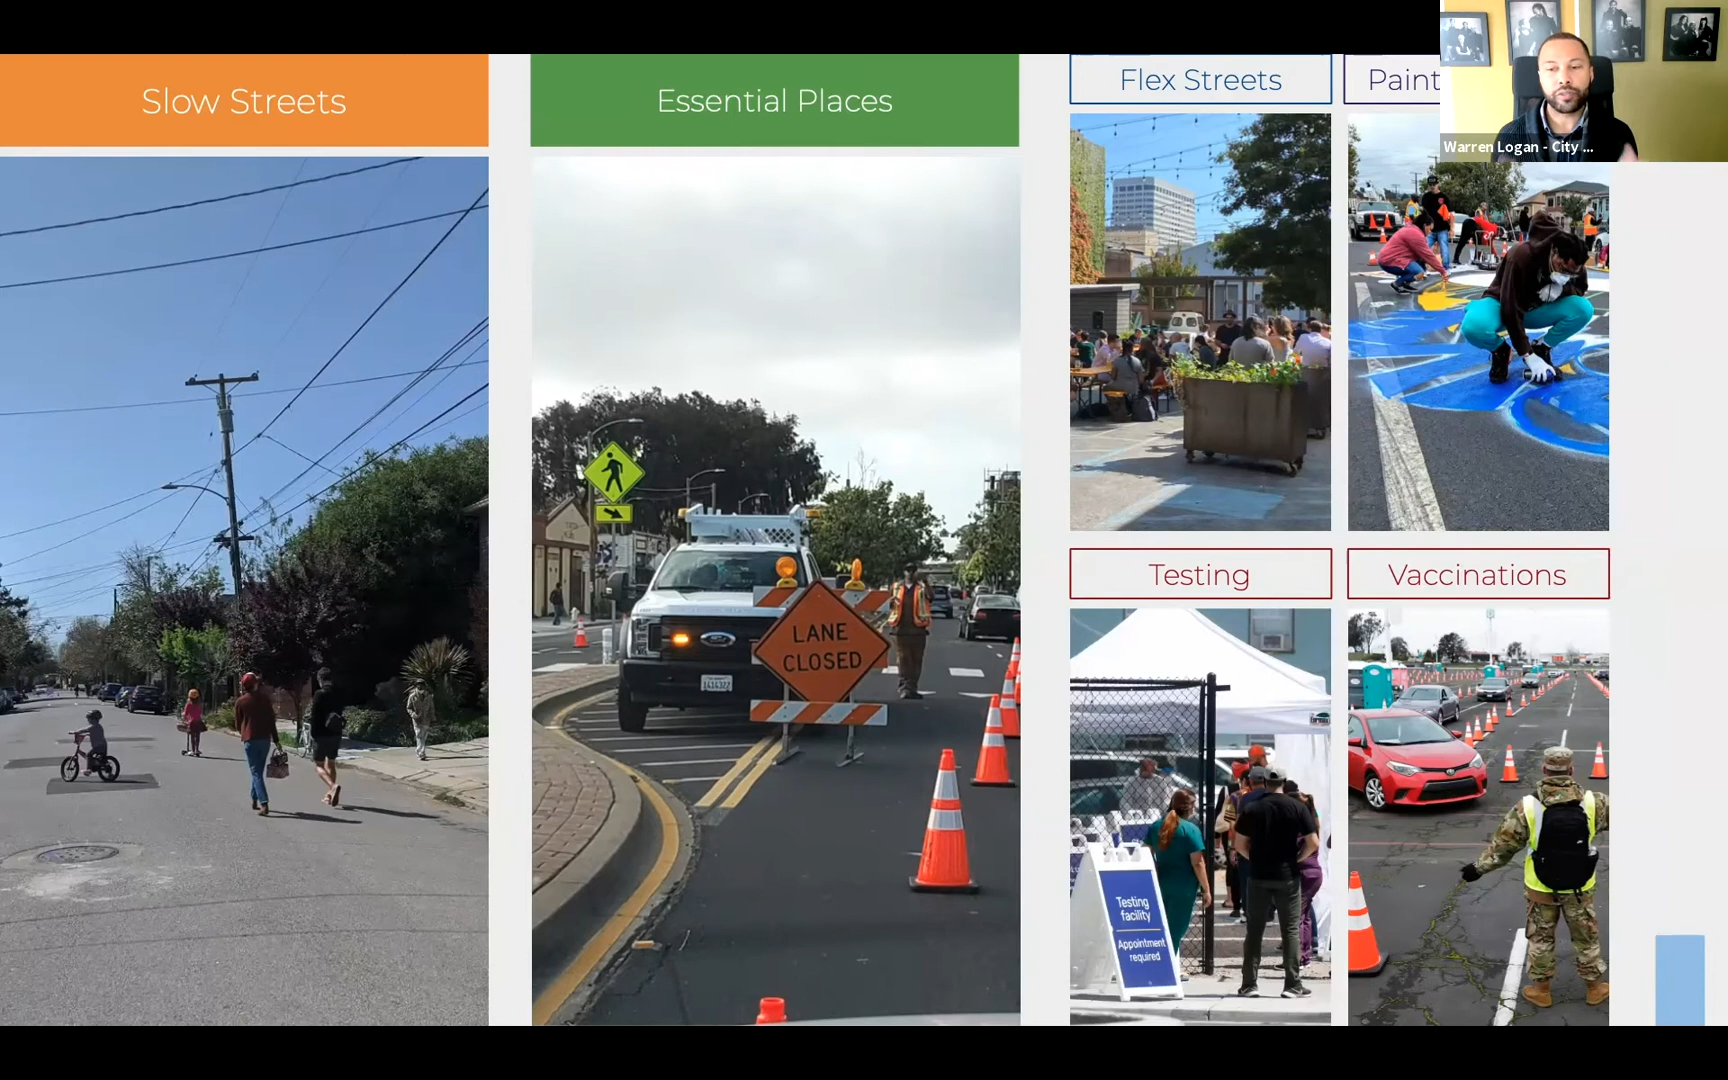 Slow Streets
Essential Places
Flex Streets
Paint
Warren Logan - City ...
LANE
CLOSED
Testing
Vaccinations
Testing
facility
Appointment
required